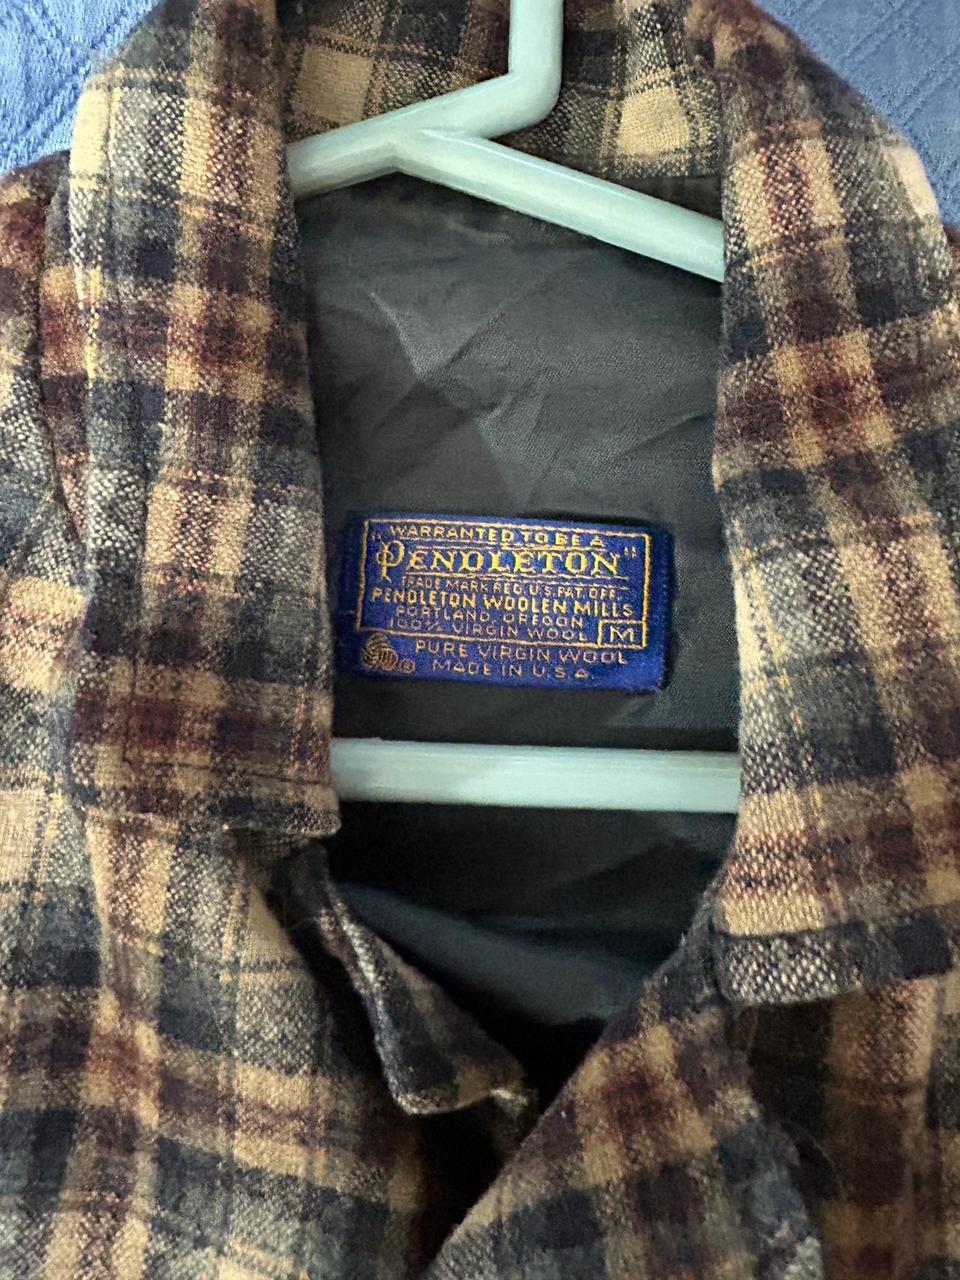 WARRANTED TO BE A
"PENDLETON"
TRADE MARK REG. U.S. PAT. OFF.
PENDLETON WOOLEN MILLS
PORTLAND, OREGON
100% VIRGIN WOOL M
PURE VIRGIN WOOL
MADE IN U.S.A.